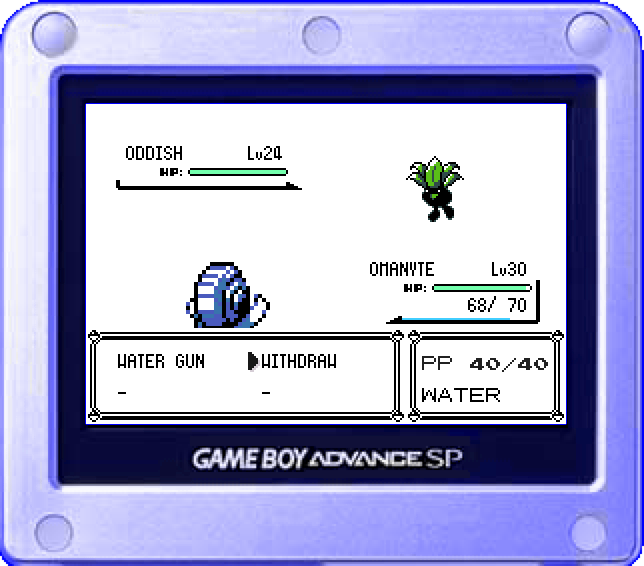 ODDISH Lv24
HP:
OMANYTE Lv30
HP:
68/ 70
WATER GUN WITHDRAW
- -
PP 40/40
WATER
GAME BOY ADVANCE SP